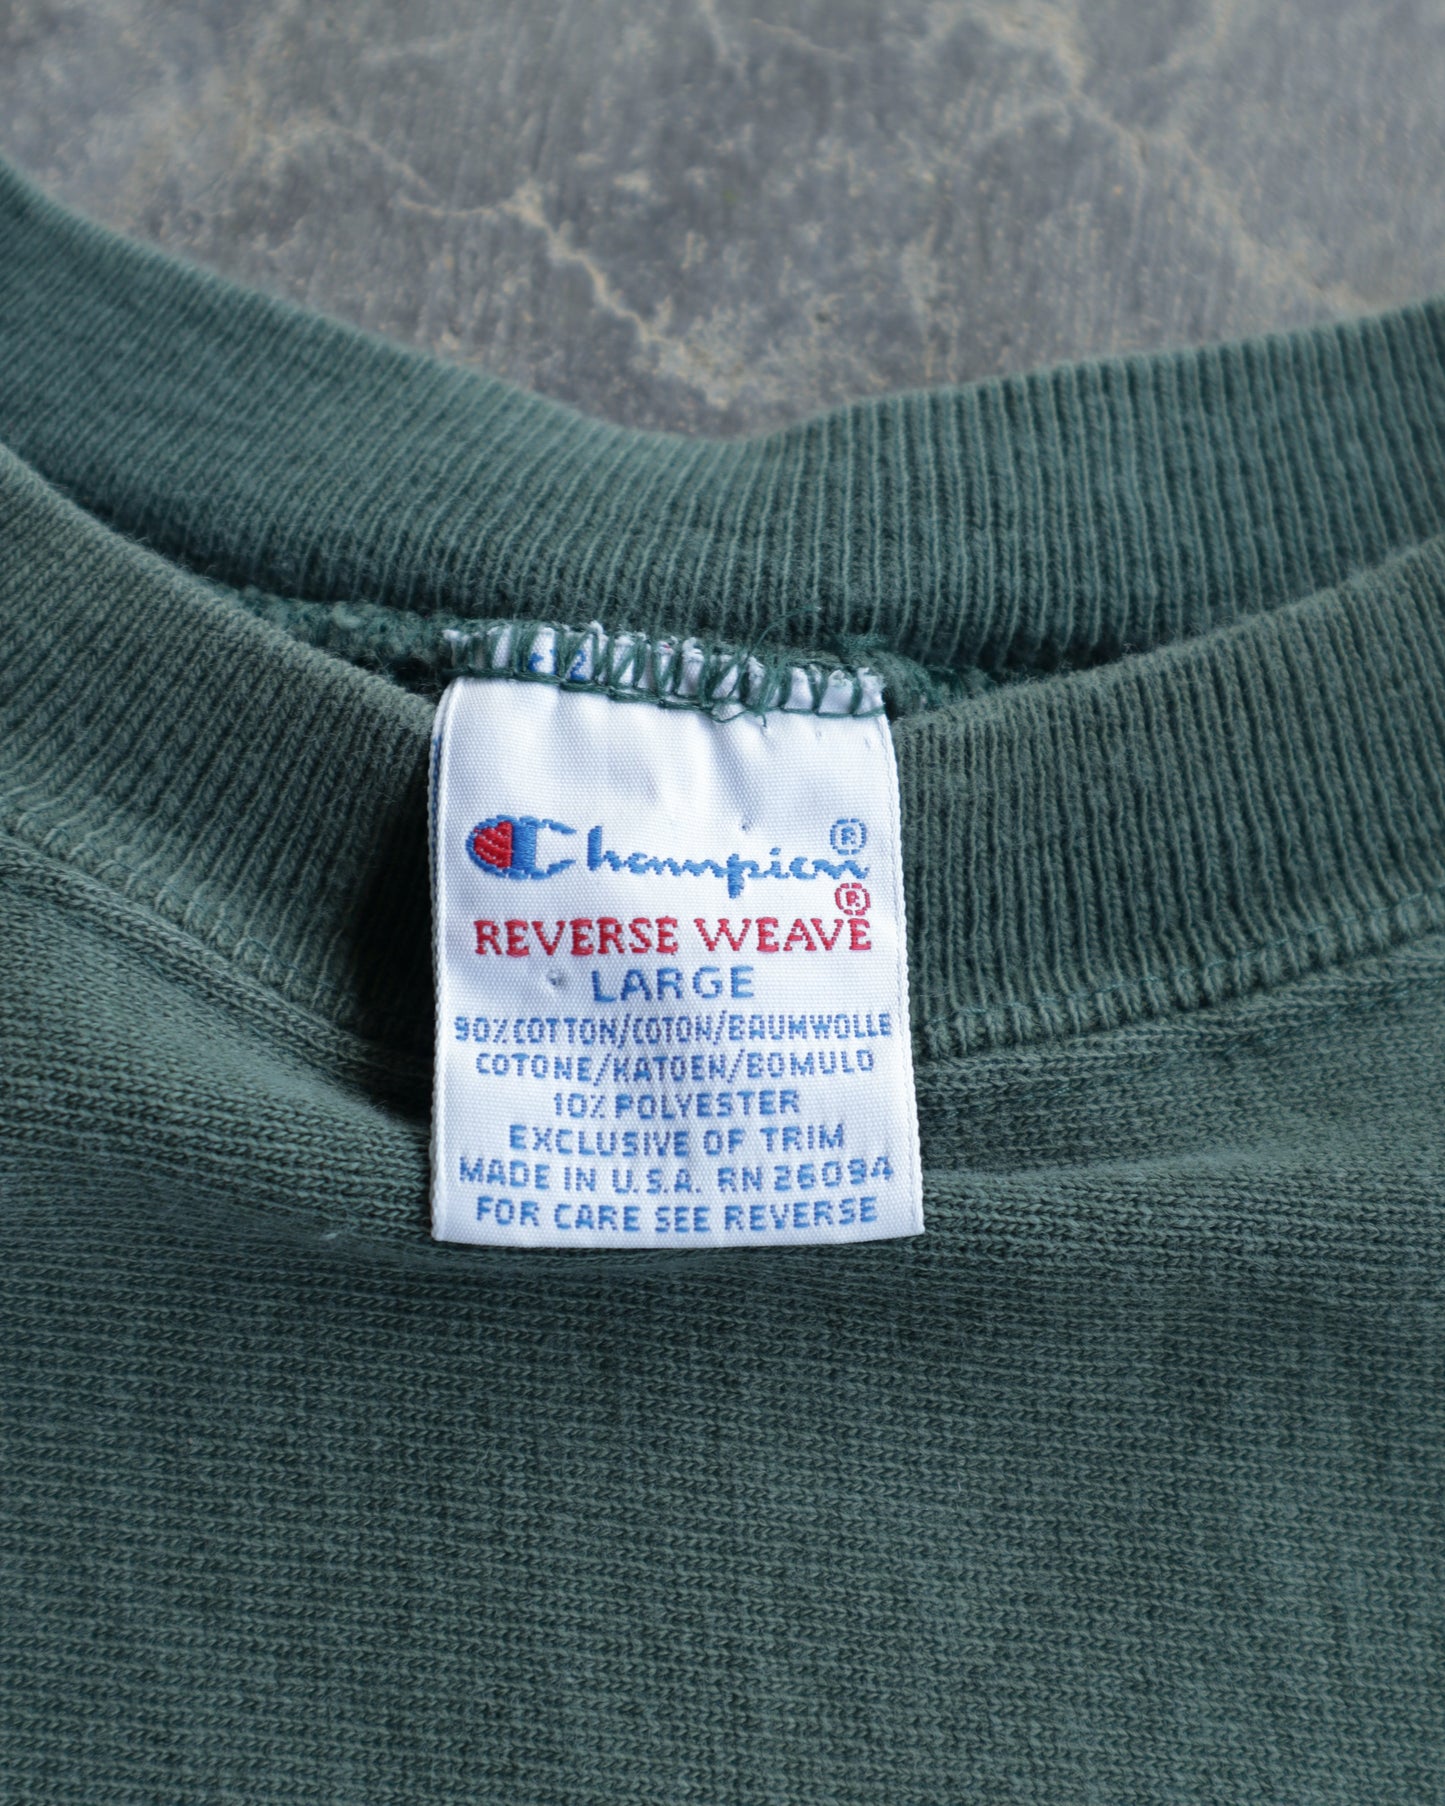 Champion®
REVERSE WEAVE®
LARGE
90% COTTON/COTON/BAUMWOLLE
COTONE/KATOEN/BOMULD
10% POLYESTER
EXCLUSIVE OF TRIM
MADE IN U.S.A. RN 26094
FOR CARE SEE REVERSE